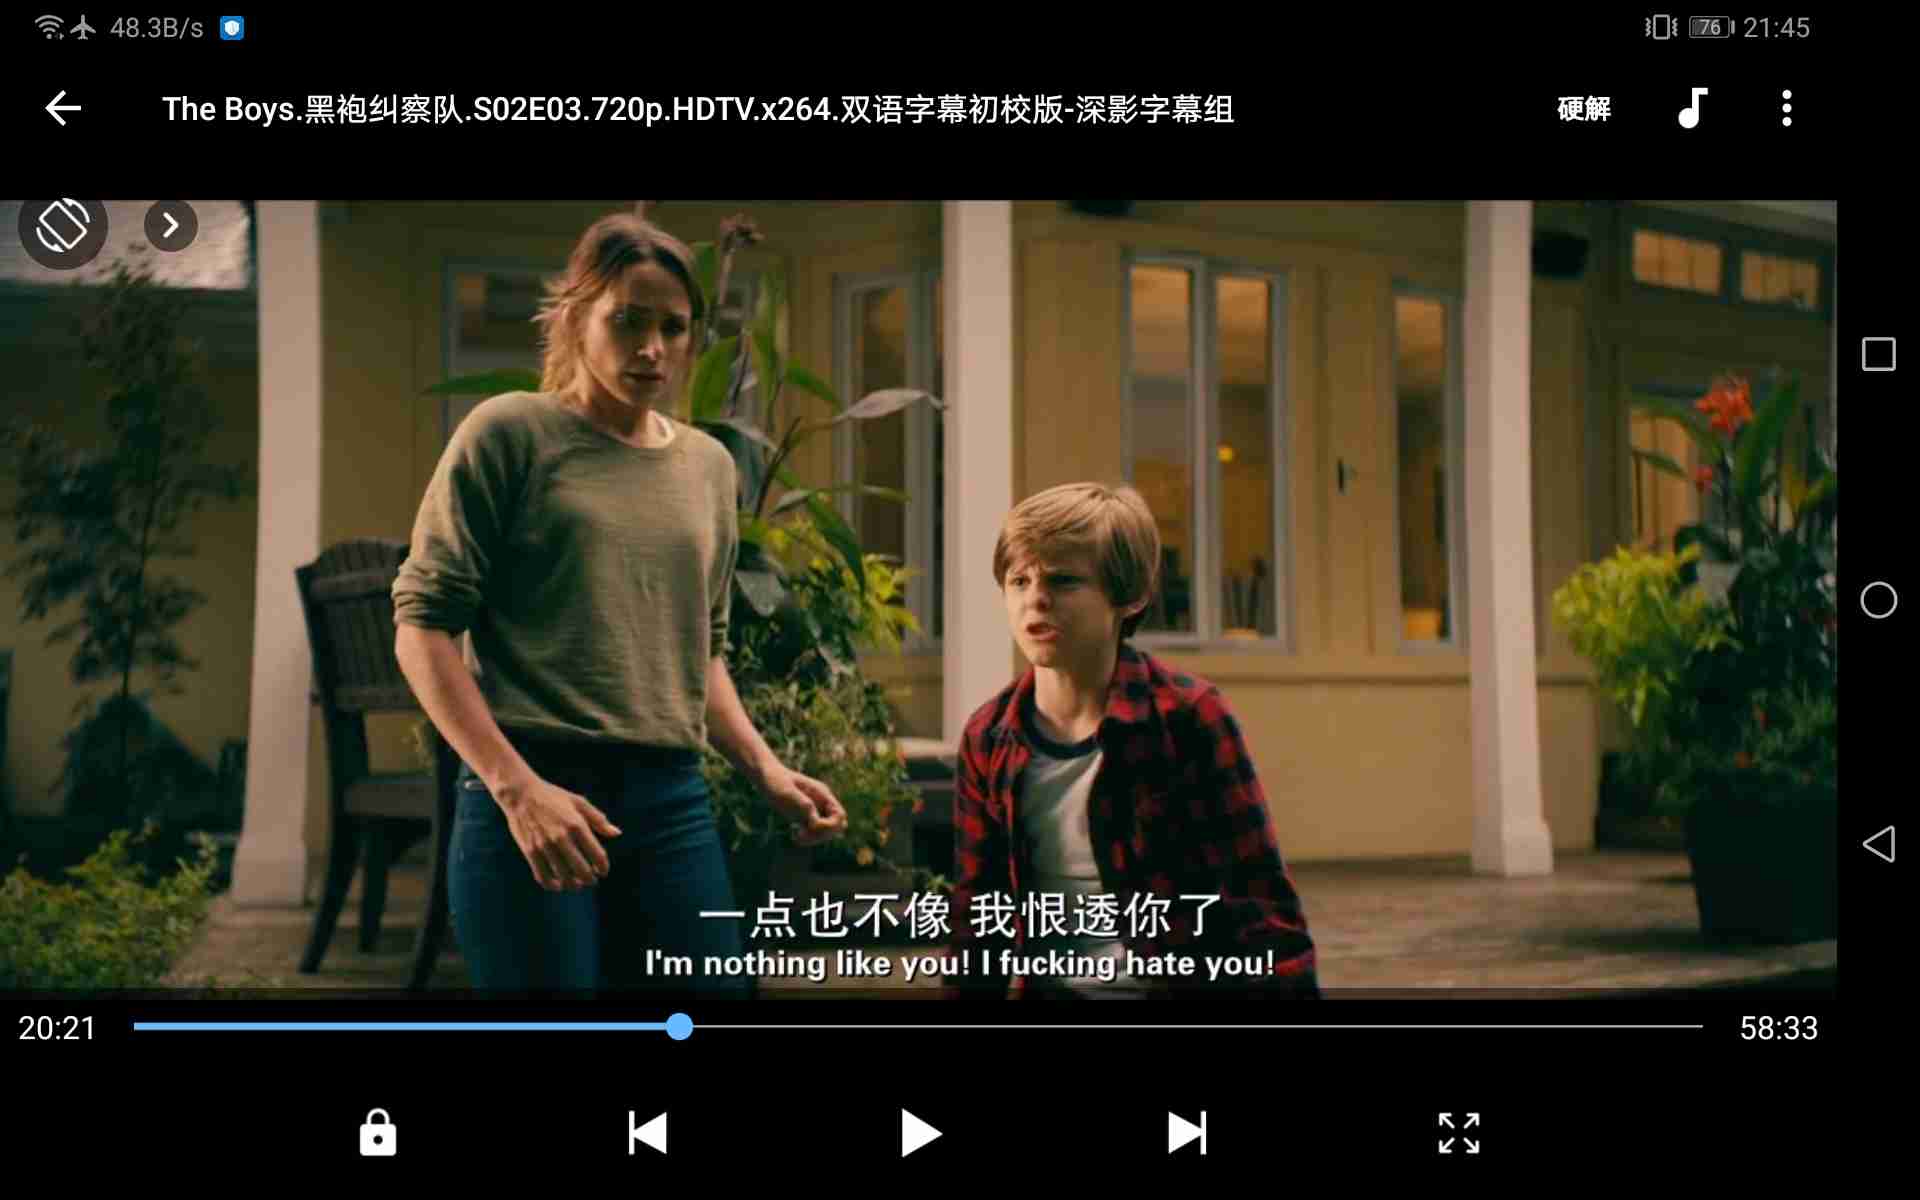 48.3B/s
76 21:45
The Boys.黑袍纠察队.S02E03.720p.HDTV.x264.双语字幕初校版-深影字幕组
硬解
一点也不像 我恨透你了
I'm nothing like you! I fucking hate you!
20:21
58:33